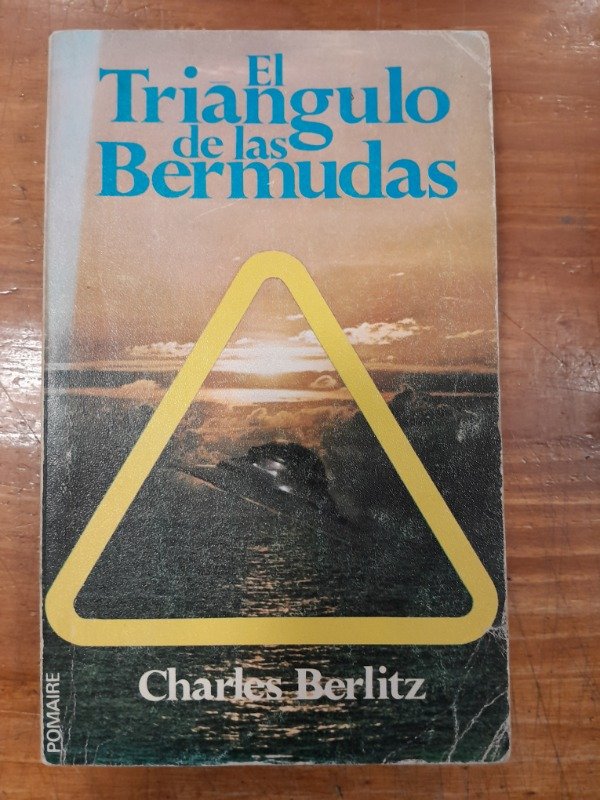 El
Triangulo
de las
Bermudas
Charles Berlitz
POMAIRE